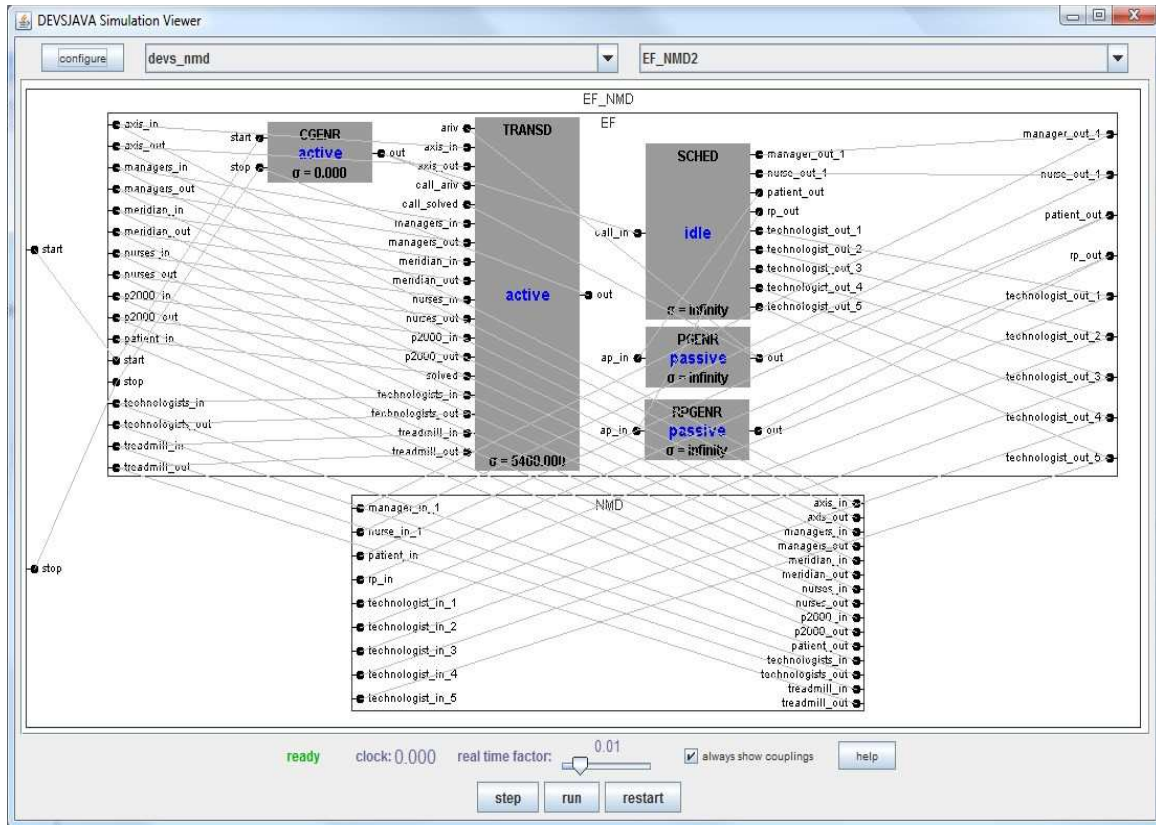 DEVSJAVA Simulation Viewer
configure
devs_nmd
EF_NMD2
EF_NMD
EF
axis_in
axis_out
managers_in
managers_out
meridian_in
meridian_out
nurses_in
nurses_out
p2000_in
p2000_out
patient_in
start
stop
technologists_in
technologists_out
treadmill_in
treadmill_out
start
stop
start
stop
CGENR
active
σ = 0.000
out
ariv
axis_in
axis_out
call_ariv
call_solved
managers_in
managers_out
meridian_in
meridian_out
nurses_in
nurses_out
p2000_in
p2000_out
solved
technologists_in
technologists_out
treadmill_in
treadmill_out
TRANSD
active
σ = 5460.000
out
call_in
SCHED
idle
σ = infinity
manager_out_1
nurse_out_1
patient_out
rp_out
technologist_out_1
technologist_out_2
technologist_out_3
technologist_out_4
technologist_out_5
ap_in
PGENR
passive
σ = infinity
out
ap_in
RPGENR
passive
σ = infinity
out
manager_out_1
nurse_out_1
patient_out
rp_out
technologist_out_1
technologist_out_2
technologist_out_3
technologist_out_4
technologist_out_5
NMD
manager_in_1
nurse_in_1
patient_in
rp_in
technologist_in_1
technologist_in_2
technologist_in_3
technologist_in_4
technologist_in_5
axis_in
axis_out
managers_in
managers_out
meridian_in
meridian_out
nurses_in
nurses_out
p2000_in
p2000_out
patient_out
technologists_in
technologists_out
treadmill_in
treadmill_out
ready
clock: 0.000
real time factor:
0.01
always show couplings
help
step
run
restart